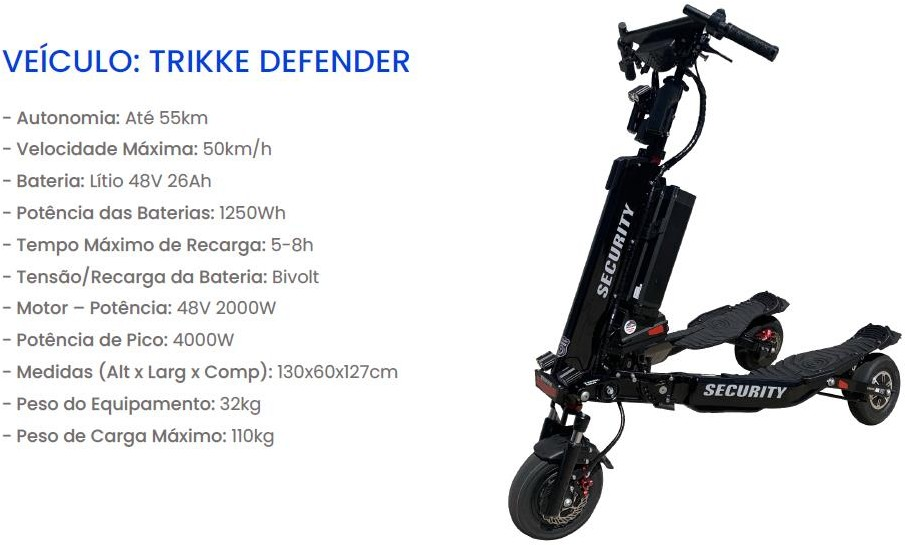 VEÍCULO: TRIKKE DEFENDER
- Autonomia: Até 55km
- Velocidade Máxima: 50km/h
- Bateria: Lítio 48V 26Ah
- Potência das Baterias: 1250Wh
- Tempo Máximo de Recarga: 5-8h
- Tensão/Recarga da Bateria: Bivolt
- Motor – Potência: 48V 2000W
- Potência de Pico: 4000W
- Medidas (Alt x Larg x Comp): 130x60x127cm
- Peso do Equipamento: 32kg
- Peso de Carga Máximo: 110kg
SECURITY
SECURITY